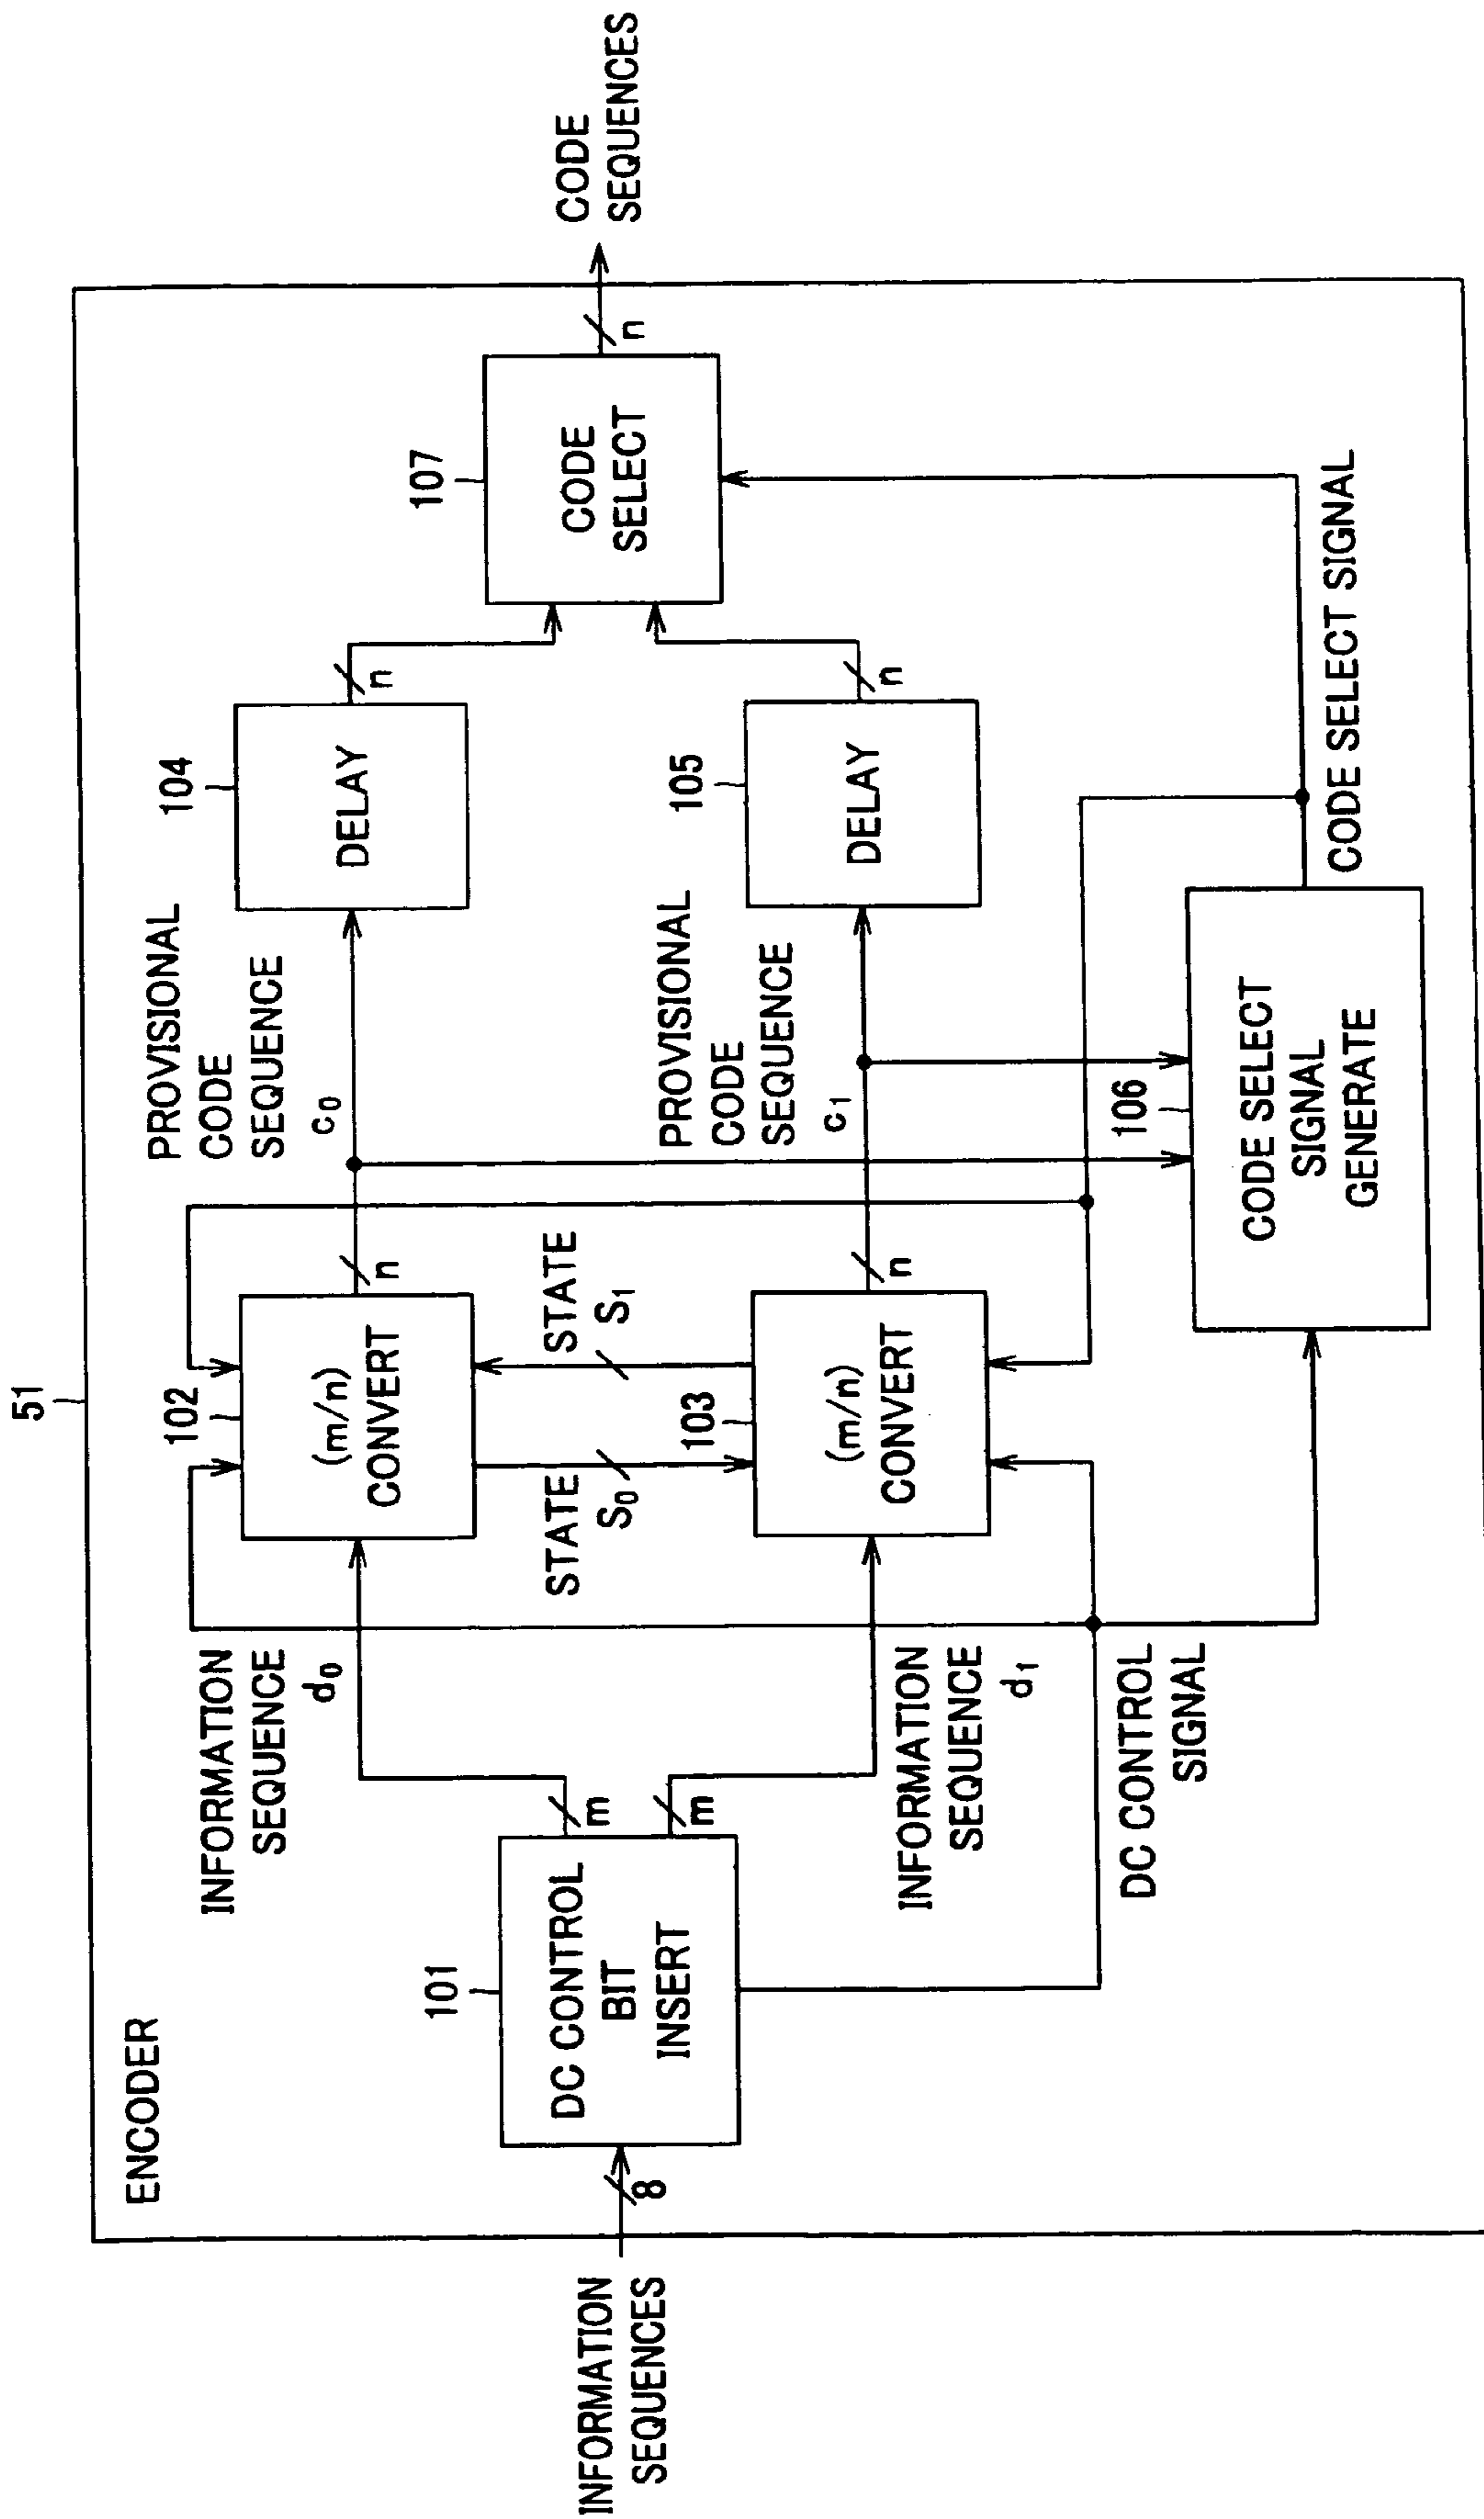 51
ENCODER
INFORMATION
SEQUENCES
8
101
DC CONTROL
BIT
INSERT
m
m
INFORMATION
SEQUENCE
d0
INFORMATION
SEQUENCE
d1
DC CONTROL
SIGNAL
102
(m/n)
CONVERT
n
STATE
S0
STATE
S1
103
(m/n)
CONVERT
n
PROVISIONAL
CODE
SEQUENCE
c0
PROVISIONAL
CODE
SEQUENCE
c1
106
CODE SELECT
SIGNAL
GENERATE
104
DELAY
n
105
DELAY
n
CODE SELECT SIGNAL
107
CODE
SELECT
n
CODE
SEQUENCES